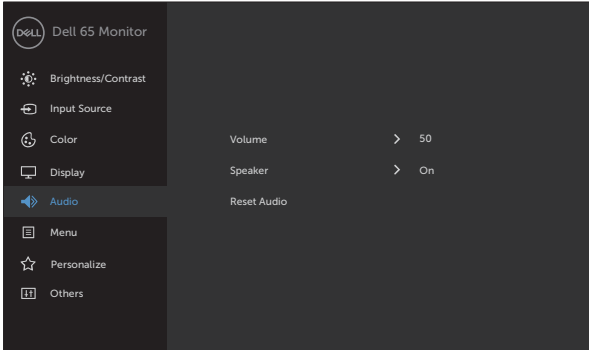 DELL Dell 65 Monitor
Brightness/Contrast
Input Source
Color
Display
Audio
Menu
Personalize
Others
Volume 50
Speaker On
Reset Audio